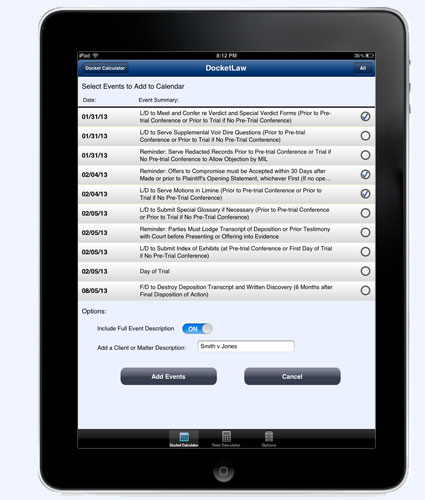 iPad 8:12 PM 35%
Docket Calculator DocketLaw All
Select Events to Add to Calendar
Date: Event Summary:
01/31/13 L/D to Meet and Confer re Verdict and Special Verdict Forms (Prior to Pre-
trial Conference or Prior to Trial if No Pre-Trial Conference)
01/31/13 L/D to Serve Supplemental Voir Dire Questions (Prior to Pre-trial
Conference or Prior to Trial if No Pre-Trial Conference)
01/31/13 Reminder: Serve Redacted Records Prior to Pre-trial Conference or Trial if
No Pre-trial Conference to Allow Objection by MIL
02/04/13 Reminder: Offers to Compromise must be Accepted within 30 Days after
Made or prior to Plaintiff's Opening Statement, whichever First (If no ope...
02/04/13 L/D to Serve Motions in Limine (Prior to Pre-trial Conference or Prior to
Trial if No Pre-Trial Conference)
02/05/13 L/D to Submit Special Glossary if Necessary (Prior to Pre-trial Conference
or Prior to Trial if No Pre-Trial Conference)
02/05/13 Reminder: Parties Must Lodge Transcript of Deposition or Prior Testimony
with Court before Presenting or Offering into Evidence
02/05/13 L/D to Submit Index of Exhibits (at Pre-trial Conference or First Day of Trial
if No Pre-Trial Conference)
02/05/13 Day of Trial
08/05/13 F/D to Destroy Deposition Transcript and Written Discovery (6 Months after
Final Disposition of Action)
Options:
Include Full Event Description ON
Add a Client or Matter Description: Smith v Jones
Add Events Cancel
Docket Calculator Date Calculator Options